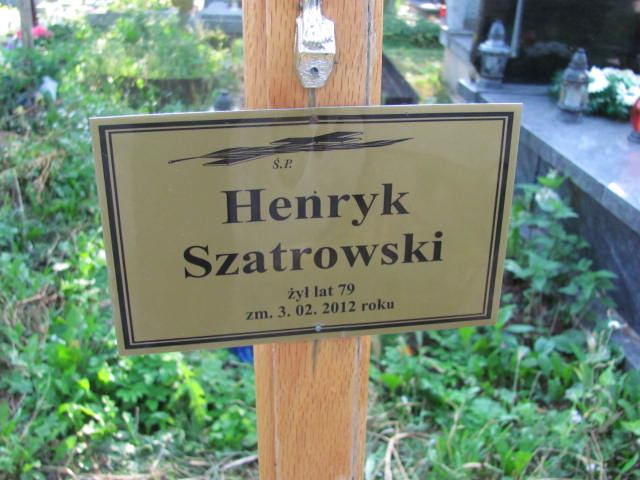 Ś.P.
Henryk
Szatrowski
żył lat 79
zm. 3. 02. 2012 roku